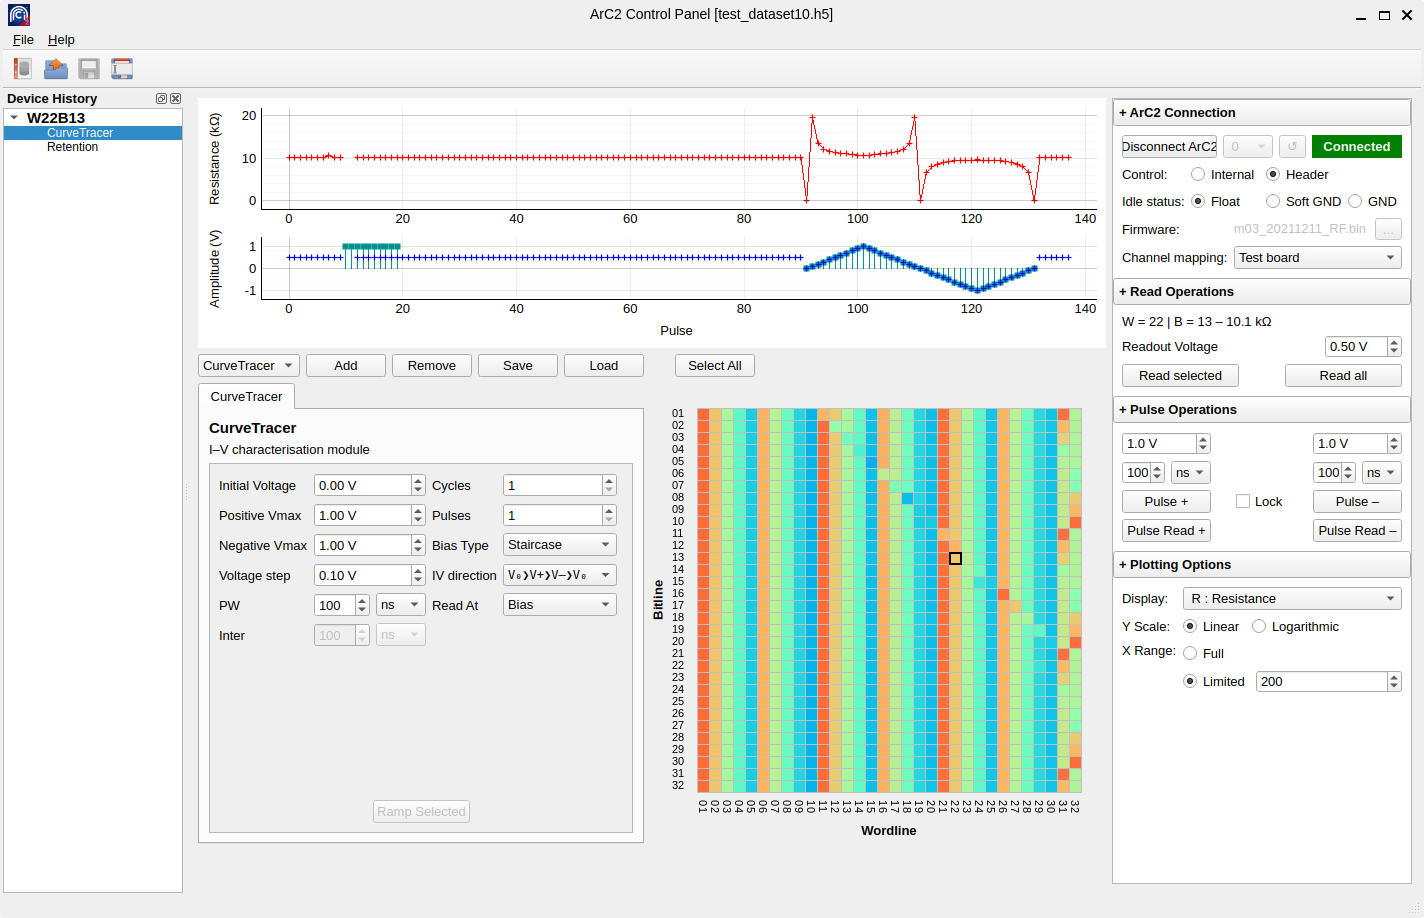 ArC2 Control Panel [test_dataset10.h5]
File Help
Device History
W22B13
CurveTracer
Retention
Resistance (kΩ)
20
10
0
0 20 40 60 80 100 120 140
Amplitude (V)
1
0
-1
0 20 40 60 80 100 120 140
Pulse
CurveTracer Add Remove Save Load Select All
CurveTracer
CurveTracer
I–V characterisation module
Initial Voltage 0.00 V Cycles 1
Positive Vmax 1.00 V Pulses 1
Negative Vmax 1.00 V Bias Type Staircase
Voltage step 0.10 V IV direction V₀❯V+❯V–❯V₀
PW 100 ns Read At Bias
Inter 100 ns
Ramp Selected
Bitline
01
02
03
04
05
06
07
08
09
10
11
12
13
14
15
16
17
18
19
20
21
22
23
24
25
26
27
28
29
30
31
32
01 02 03 04 05 06 07 08 09 10 11 12 13 14 15 16 17 18 19 20 21 22 23 24 25 26 27 28 29 30 31 32
Wordline
+ ArC2 Connection
Disconnect ArC2 0 ↺ Connected
Control: Internal Header
Idle status: Float Soft GND GND
Firmware: m03_20211211_RF.bin ...
Channel mapping: Test board
+ Read Operations
W = 22 | B = 13 – 10.1 kΩ
Readout Voltage 0.50 V
Read selected Read all
+ Pulse Operations
1.0 V 1.0 V
100 ns 100 ns
Pulse + Lock Pulse –
Pulse Read + Pulse Read –
+ Plotting Options
Display: R : Resistance
Y Scale: Linear Logarithmic
X Range: Full
Limited 200